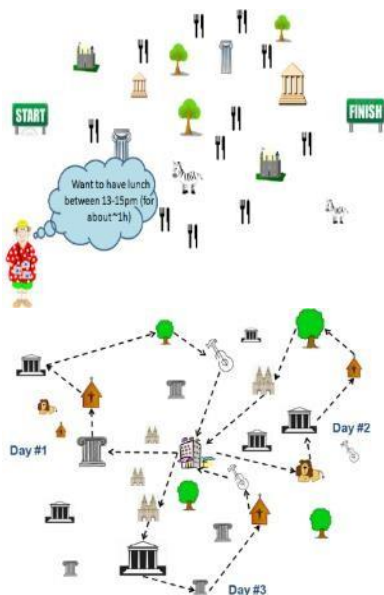 START
FINISH
Want to have lunch
between 13-15pm (for
about~1h)
Day #1
Day #2
Day #3